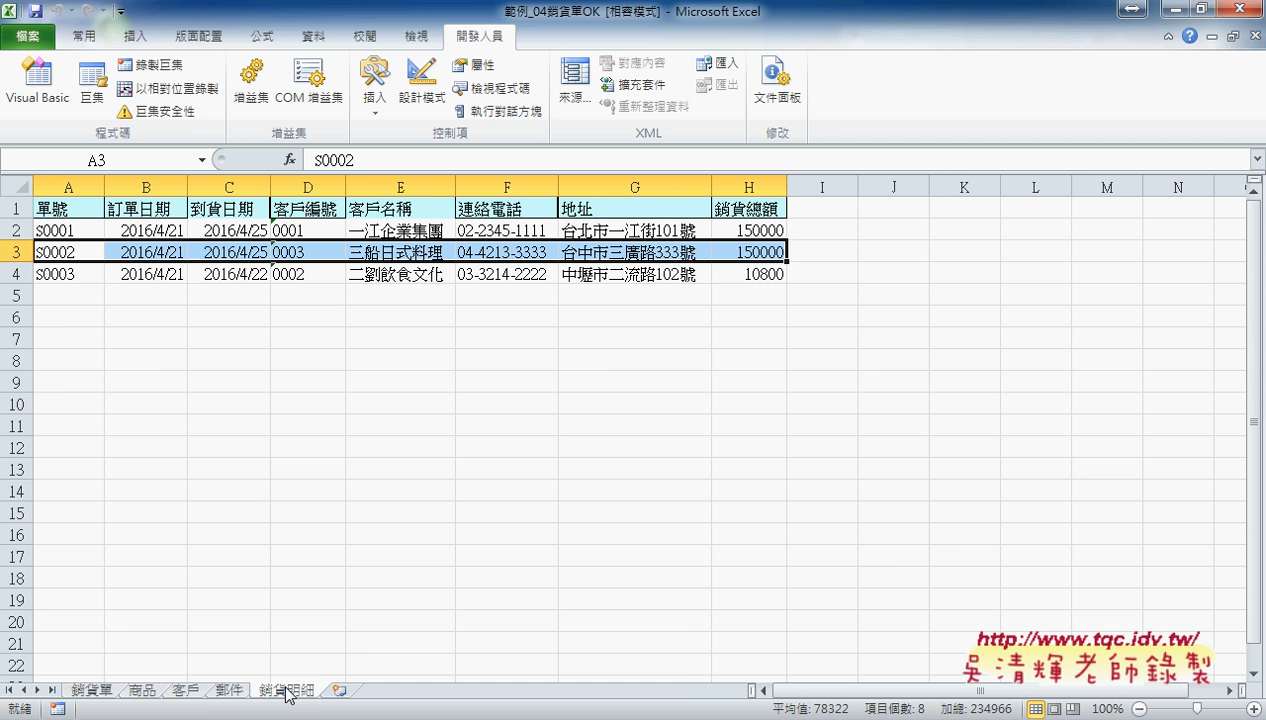 範例_04銷貨單OK [相容模式] - Microsoft Excel
檔案 常用 插入 版面配置 公式 資料 校閱 檢視 開發人員
Visual Basic 巨集 錄製巨集 以相對位置錄製 巨集安全性 增益集 COM 增益集 插入 設計模式 屬性 檢視程式碼 執行對話方塊 來源... 對應內容 擴充套件 重新整理資料 匯入 匯出 文件面板
程式碼 增益集 控制項 XML 修改
A3 fx S0002
A B C D E F G H I J K L M N
1 單號 訂單日期 到貨日期 客戶編號 客戶名稱 連絡電話 地址 銷貨總額
2 S0001 2016/4/21 2016/4/25 0001 一江企業集團 02-2345-1111 台北市一江街101號 150000
3 S0002 2016/4/21 2016/4/25 0003 三船日式料理 04-4213-3333 台中市三廣路333號 150000
4 S0003 2016/4/21 2016/4/22 0002 二劉飲食文化 03-3214-2222 中壢市二流路102號 10800
5
6
7
8
9
10
11
12
13
14
15
16
17
18
19
20
21
22
http://www.tqc.idv.tw/
吳清輝老師錄製
銷貨單 商品 客戶 郵件 銷貨明細
就緒 平均值: 78322 項目個數: 8 加總: 234966 100%